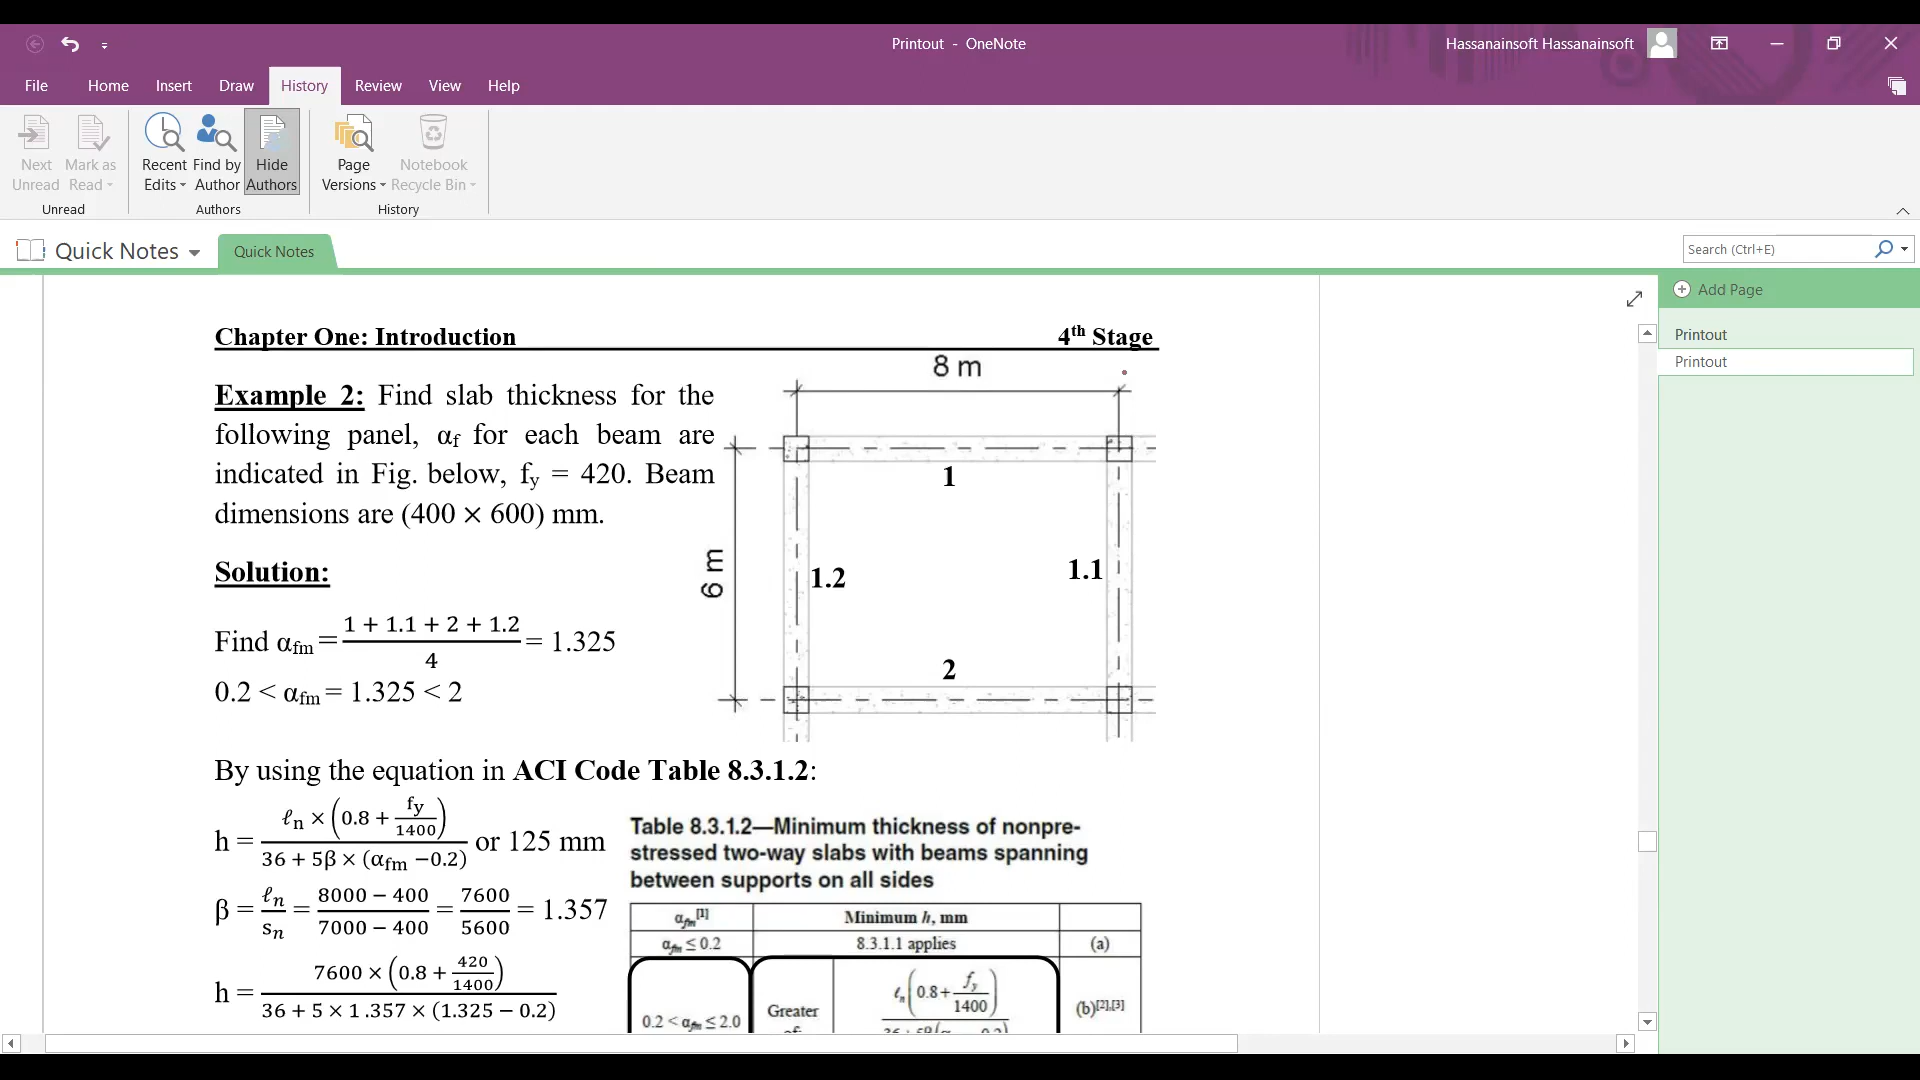 Printout - OneNote
Hassanainsoft Hassanainsoft
File Home Insert Draw History Review View Help
Next Unread
Mark as Read
Recent Edits
Find by Author
Hide Authors
Page Versions
Notebook Recycle Bin
Unread Authors History
Quick Notes
Quick Notes
Search (Ctrl+E)
Add Page
Printout
Printout
Chapter One: Introduction 4th Stage
Example 2: Find slab thickness for the
following panel, αf for each beam are
indicated in Fig. below, fy = 420. Beam
dimensions are (400 × 600) mm.
8 m
6 m
1
1.2
1.1
2
Solution:
Find αfm = (1 + 1.1 + 2 + 1.2)/4 = 1.325
0.2 < αfm = 1.325 < 2
By using the equation in ACI Code Table 8.3.1.2:
h = (ℓn × (0.8 + fy/1400))/(36 + 5β × (αfm −0.2)) or 125 mm
β = ℓn/sn = (8000 − 400)/(7000 − 400) = 7600/5600 = 1.357
h = (7600 × (0.8 + 420/1400))/(36 + 5 × 1.357 × (1.325 − 0.2))
Table 8.3.1.2—Minimum thickness of nonpre-
stressed two-way slabs with beams spanning
between supports on all sides
αfm[1] Minimum h, mm
αfm ≤ 0.2 8.3.1.1 applies (a)
0.2 < αfm ≤ 2.0 Greater ℓn(0.8 + fy/1400) (b)[2],[3]